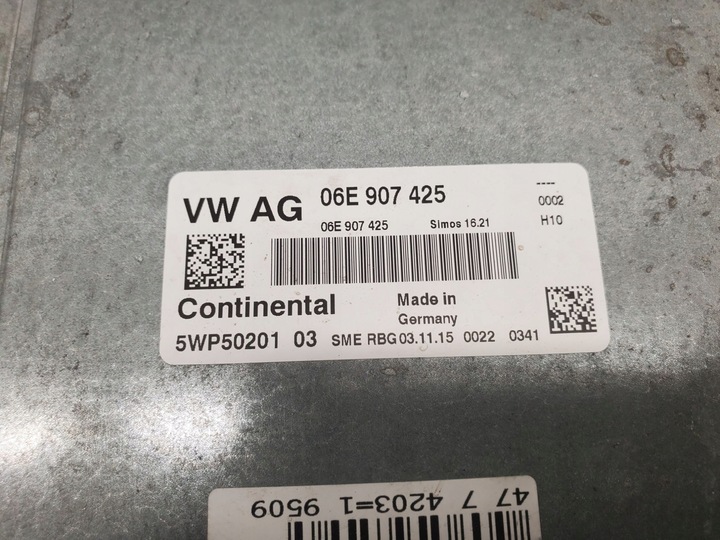 VW AG 06E 907 425 ----
0002
06E 907 425 Simos 16.21 H10
Continental Made in
Germany
5WP50201 03 SME RBG 03.11.15 0022 0341
47 7 4203=1 9509